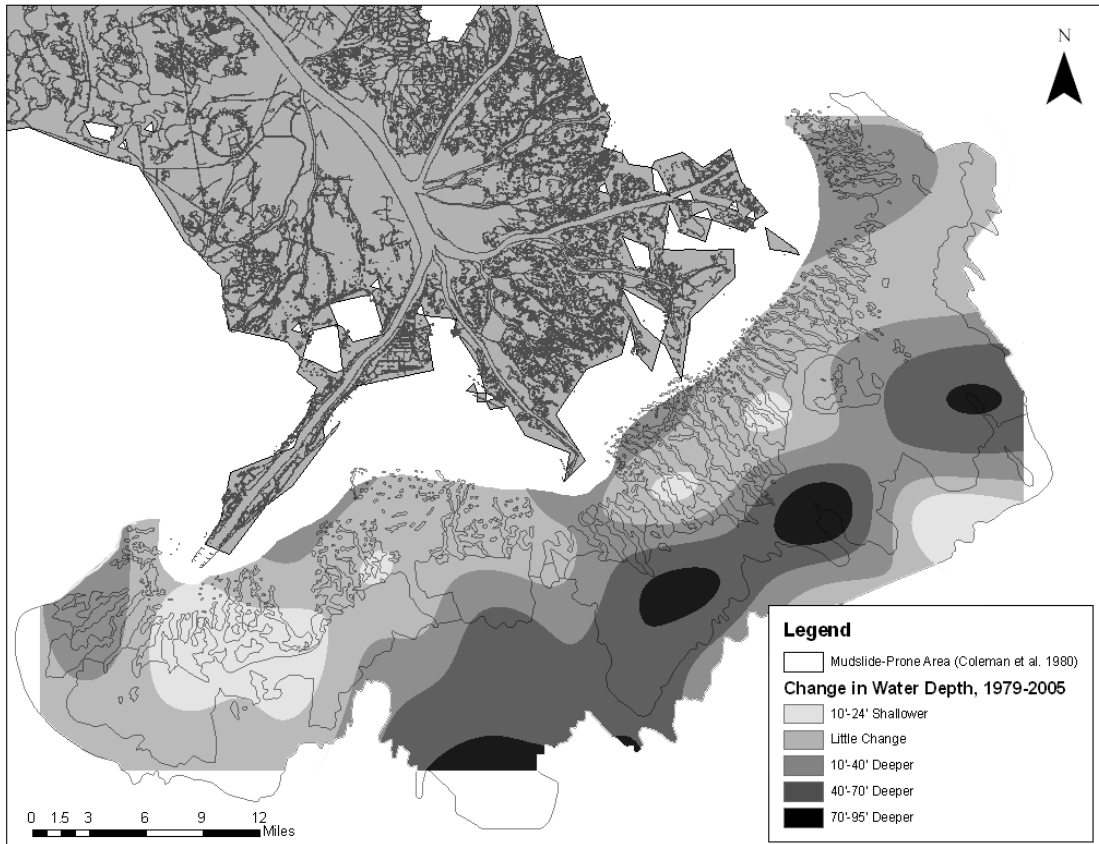 N
Legend
Mudslide-Prone Area (Coleman et al. 1980)
Change in Water Depth, 1979-2005
10'-24' Shallower
Little Change
10'-40' Deeper
40'-70' Deeper
70'-95' Deeper
0 1.5 3 6 9 12
Miles